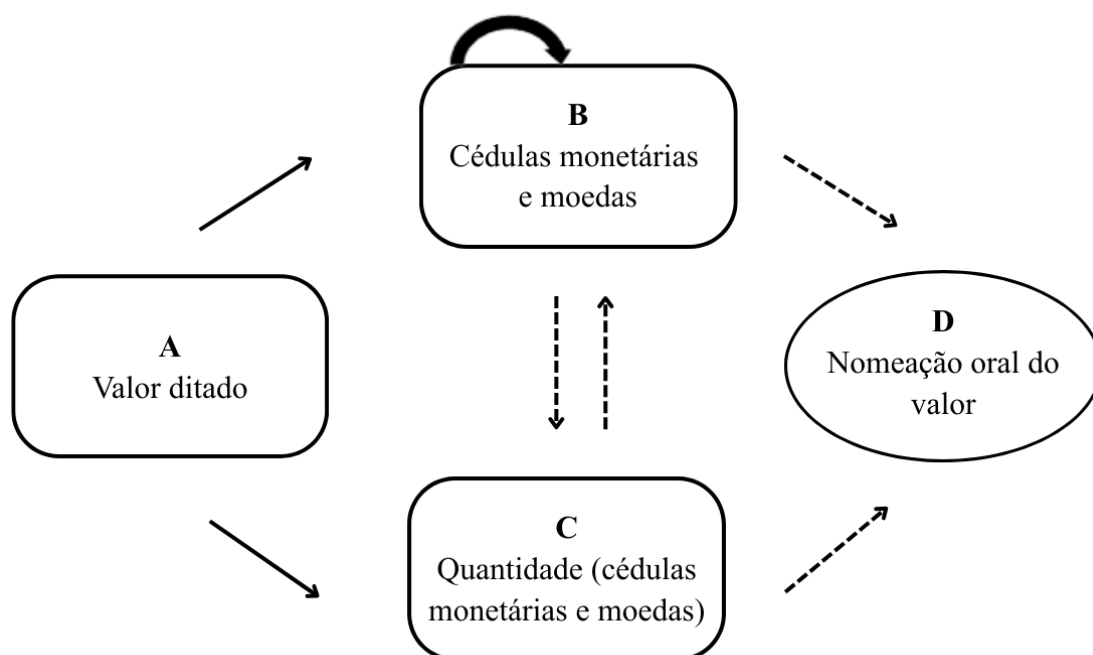 B
Cédulas monetárias
e moedas
A
Valor ditado
D
Nomeação oral do
valor
C
Quantidade (cédulas
monetárias e moedas)